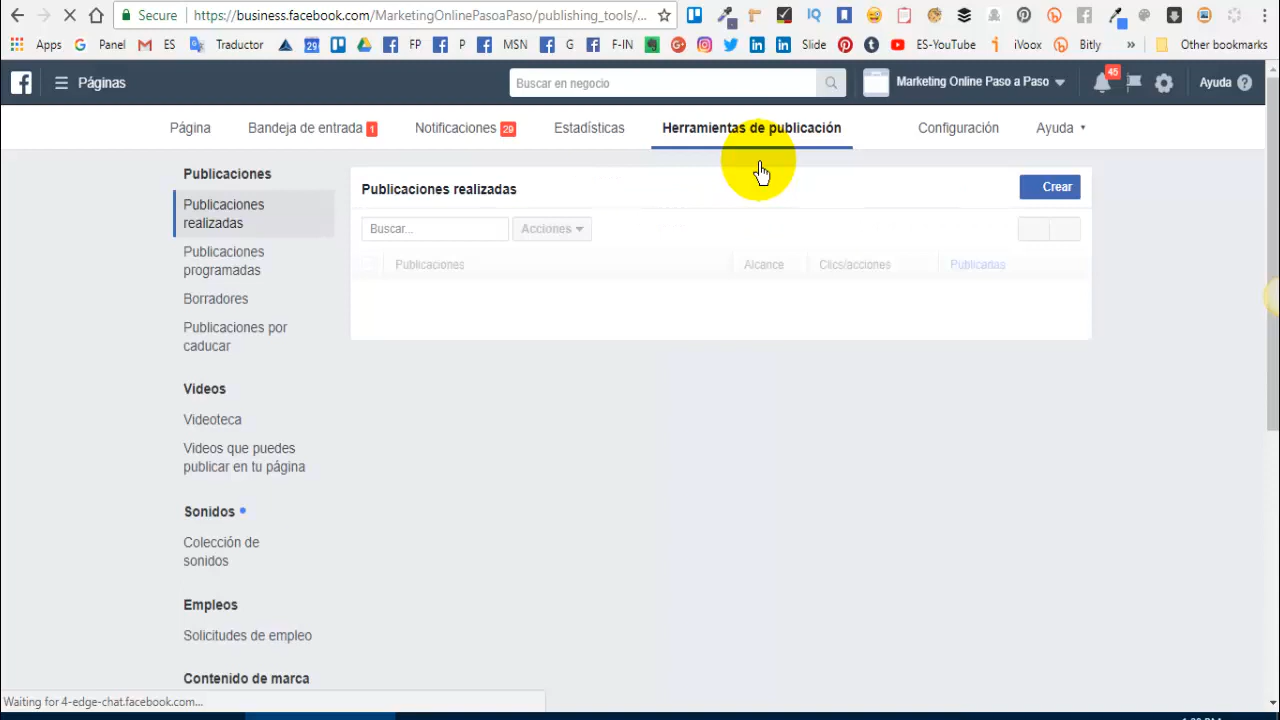 Secure https://business.facebook.com/MarketingOnlinePasoaPaso/publishing_tools/...
Apps Panel ES Traductor 29 FP P MSN G F-IN Slide ES-YouTube iVoox Bitly » Other bookmarks
Páginas Buscar en negocio Marketing Online Paso a Paso 45 Ayuda ?
Página Bandeja de entrada 1 Notificaciones 29 Estadísticas Herramientas de publicación Configuración Ayuda
Publicaciones
Publicaciones realizadas Crear
Publicaciones
realizadas
Buscar... Acciones
Publicaciones
programadas
Publicaciones Alcance Clics/acciones Publicadas
Borradores
Publicaciones por
caducar
Videos
Videoteca
Videos que puedes
publicar en tu página
Sonidos
Colección de
sonidos
Empleos
Solicitudes de empleo
Contenido de marca
Waiting for 4-edge-chat.facebook.com...